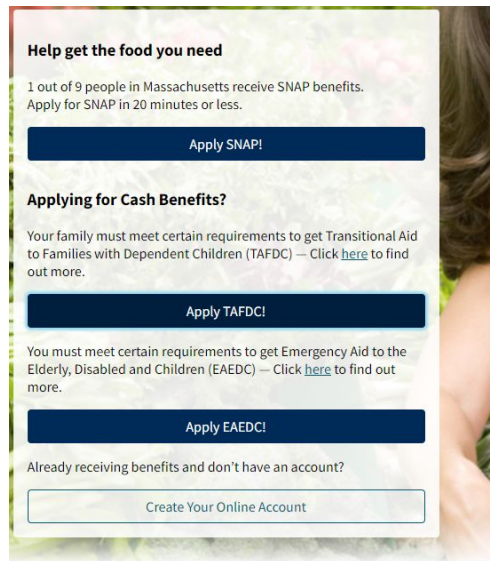 Help get the food you need
1 out of 9 people in Massachusetts receive SNAP benefits.
Apply for SNAP in 20 minutes or less.
Apply SNAP!
Applying for Cash Benefits?
Your family must meet certain requirements to get Transitional Aid
to Families with Dependent Children (TAFDC) — Click here to find
out more.
Apply TAFDC!
You must meet certain requirements to get Emergency Aid to the
Elderly, Disabled and Children (EAEDC) — Click here to find out
more.
Apply EAEDC!
Already receiving benefits and don’t have an account?
Create Your Online Account